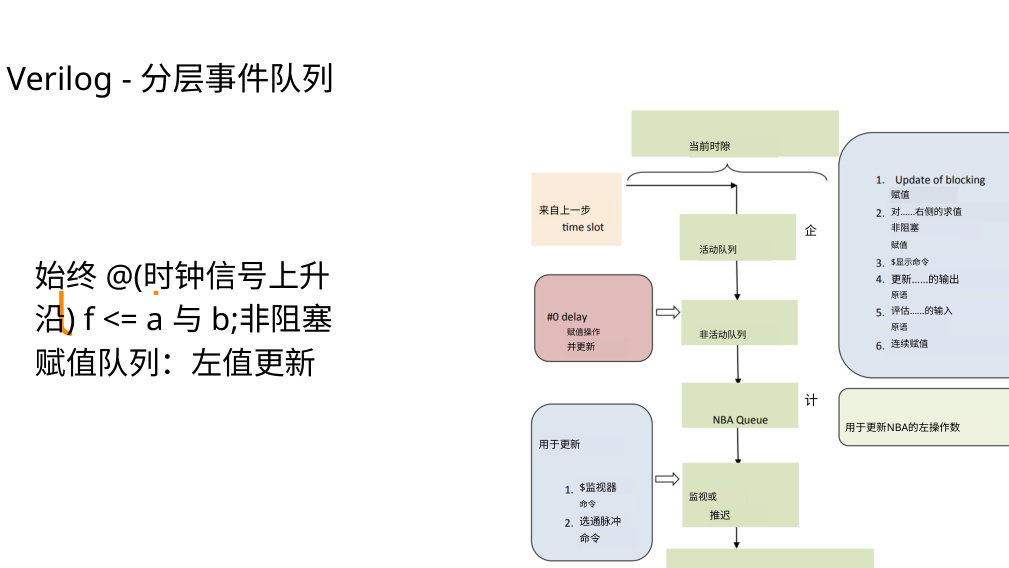 Verilog - 分层事件队列
始终 @(时钟信号上升
沿) f <= a 与 b;非阻塞
赋值队列：左值更新
当前时隙
来自上一步
time slot
活动队列
企
#0 delay
赋值操作
并更新
非活动队列
NBA Queue
计
用于更新
1. $监视器
命令
2. 选通脉冲
命令
监视或
推迟
1. Update of blocking
赋值
2. 对……右侧的求值
非阻塞
赋值
3. $显示命令
4. 更新……的输出
原语
5. 评估……的输入
原语
6. 连续赋值
用于更新NBA的左操作数